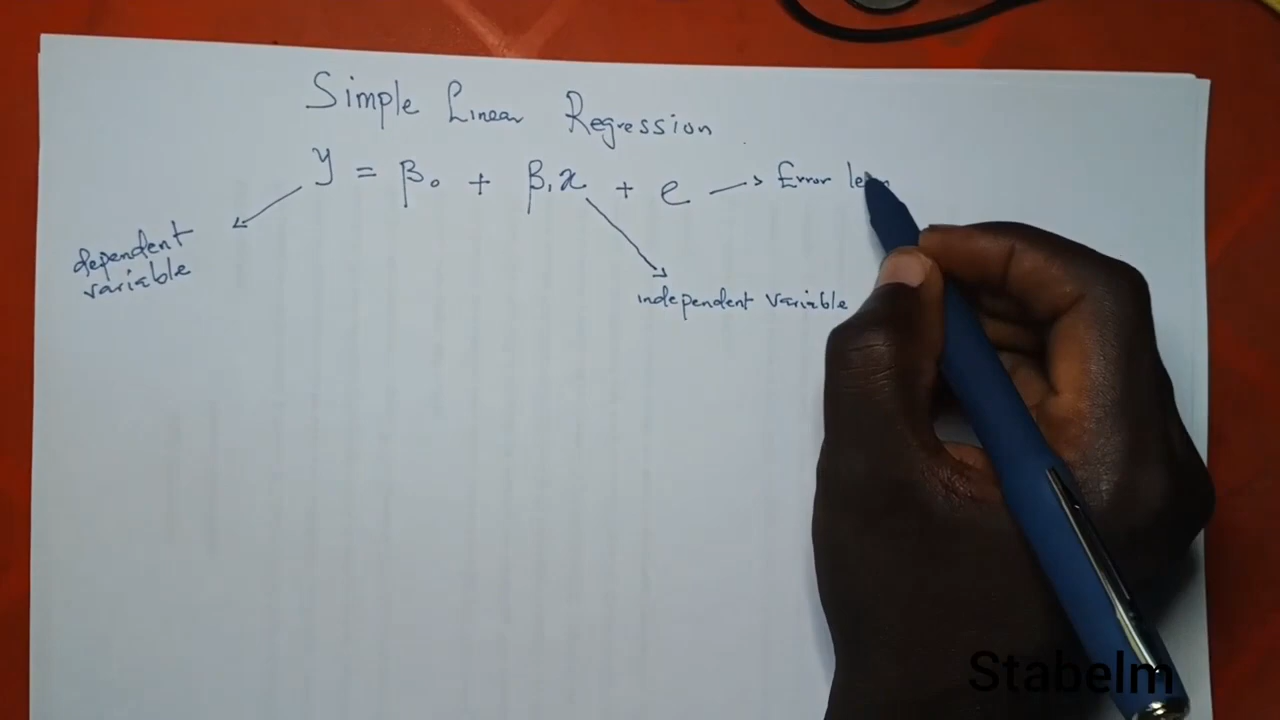 Simple Linear Regression
y = β₀ + β₁x + e → Error
dependent
variable
independent variable
Stabelm